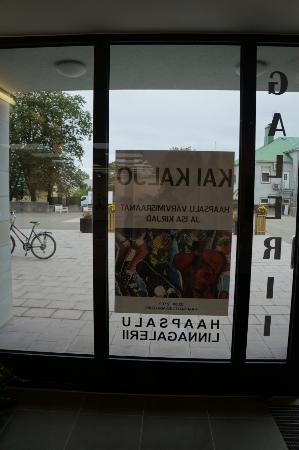 GALERII
KAI KALJO
HAAPSALU VÄRVIMISRAAMAT
JA ISA KIRJAD
HAAPSALU
LINNAGALERII